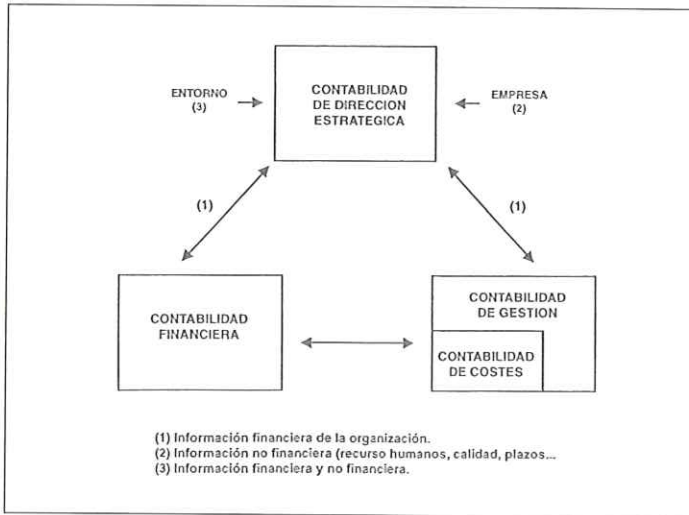 CONTABILIDAD
DE DIRECCION
ESTRATEGICA
ENTORNO
(3)
EMPRESA
(2)
(1)
(1)
CONTABILIDAD
FINANCIERA
CONTABILIDAD
DE GESTION
CONTABILIDAD
DE COSTES
(1) Información financiera de la organización.
(2) Información no financiera (recurso humanos, calidad, plazos...
(3) Información financiera y no financiera.